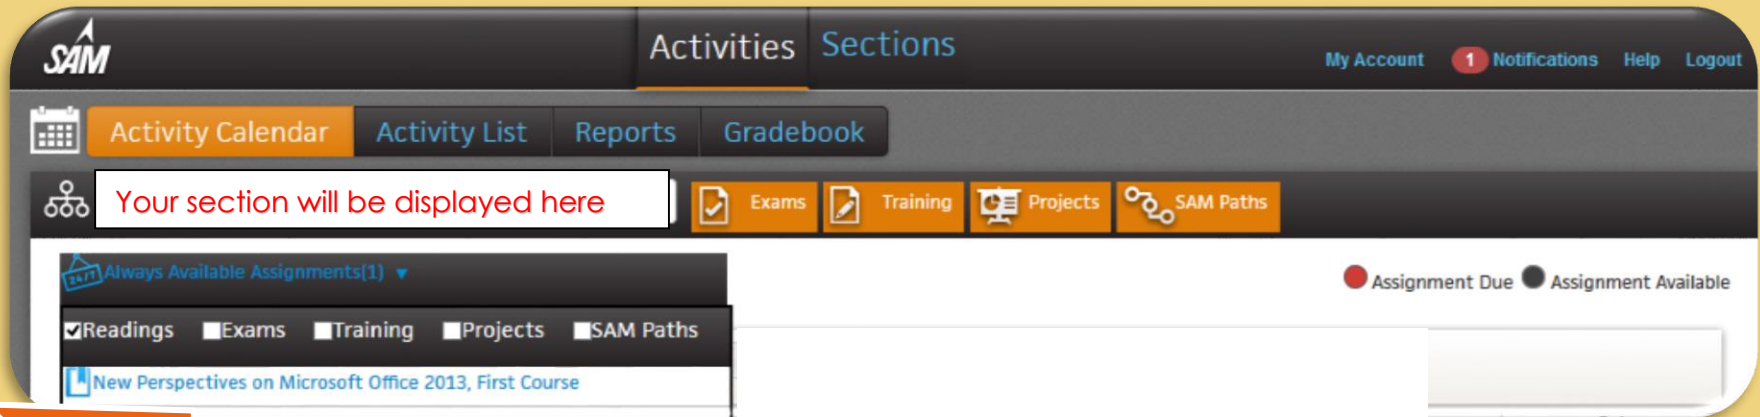 SAM Activities Sections My Account 1 Notifications Help Logout
Activity Calendar Activity List Reports Gradebook
Your section will be displayed here Exams Training Projects SAM Paths
24/7 Always Available Assignments(1) Assignment Due Assignment Available
Readings Exams Training Projects SAM Paths
New Perspectives on Microsoft Office 2013, First Course